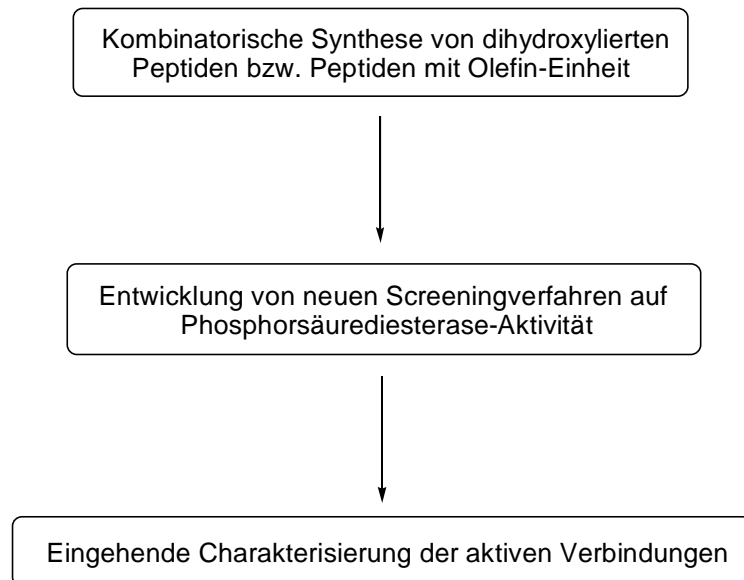 Kombinatorische Synthese von dihydroxylierten
Peptiden bzw. Peptiden mit Olefin-Einheit
Entwicklung von neuen Screeningverfahren auf
Phosphorsäurediesterase-Aktivität
Eingehende Charakterisierung der aktiven Verbindungen